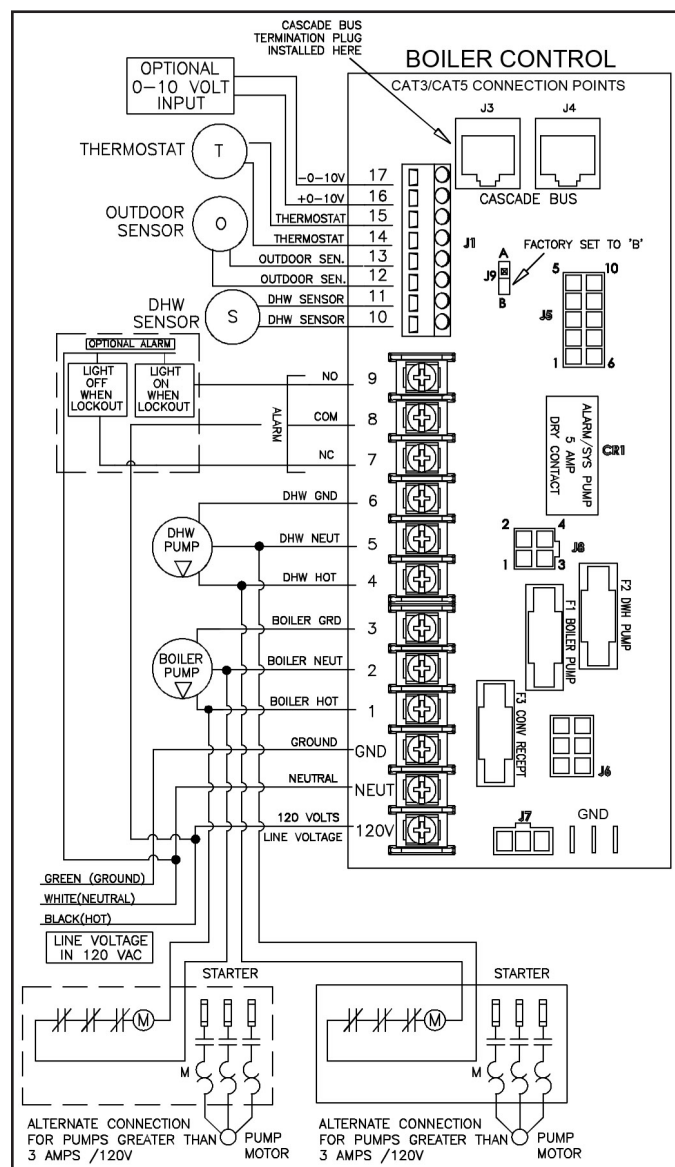 CASCADE BUS
TERMINATION PLUG
INSTALLED HERE
BOILER CONTROL
CAT3/CAT5 CONNECTION POINTS
J3
J4
CASCADE BUS
OPTIONAL
0-10 VOLT
INPUT
THERMOSTAT
T
OUTDOOR
SENSOR
O
DHW
SENSOR
S
-0-10V 17
+0-10V 16
THERMOSTAT 15
THERMOSTAT 14
OUTDOOR SEN. 13
OUTDOOR SEN. 12
DHW SENSOR 11
DHW SENSOR 10
J1
A
J9
B
FACTORY SET TO 'B'
5 10
J5
1 6
OPTIONAL ALARM
LIGHT
OFF
WHEN
LOCKOUT
LIGHT
ON
WHEN
LOCKOUT
ALARM
NO 9
COM 8
NC 7
ALARM/SYS PUMP
5 AMP
DRY CONTACT
CR1
DHW
PUMP
DHW GND 6
DHW NEUT 5
DHW HOT 4
2 4
J8
1 3
F2 DWH PUMP
F1 BOILER PUMP
F3 CONV RECEPT
BOILER
PUMP
BOILER GRD 3
BOILER NEUT 2
BOILER HOT 1
GROUND GND
NEUTRAL NEUT
120 VOLTS
LINE VOLTAGE
120V
J6
J7
GND
GREEN (GROUND)
WHITE(NEUTRAL)
BLACK(HOT)
LINE VOLTAGE
IN 120 VAC
STARTER
M
M
ALTERNATE CONNECTION
FOR PUMPS GREATER THAN
3 AMPS /120V
PUMP
MOTOR
STARTER
M
M
ALTERNATE CONNECTION
FOR PUMPS GREATER THAN
3 AMPS /120V
PUMP
MOTOR